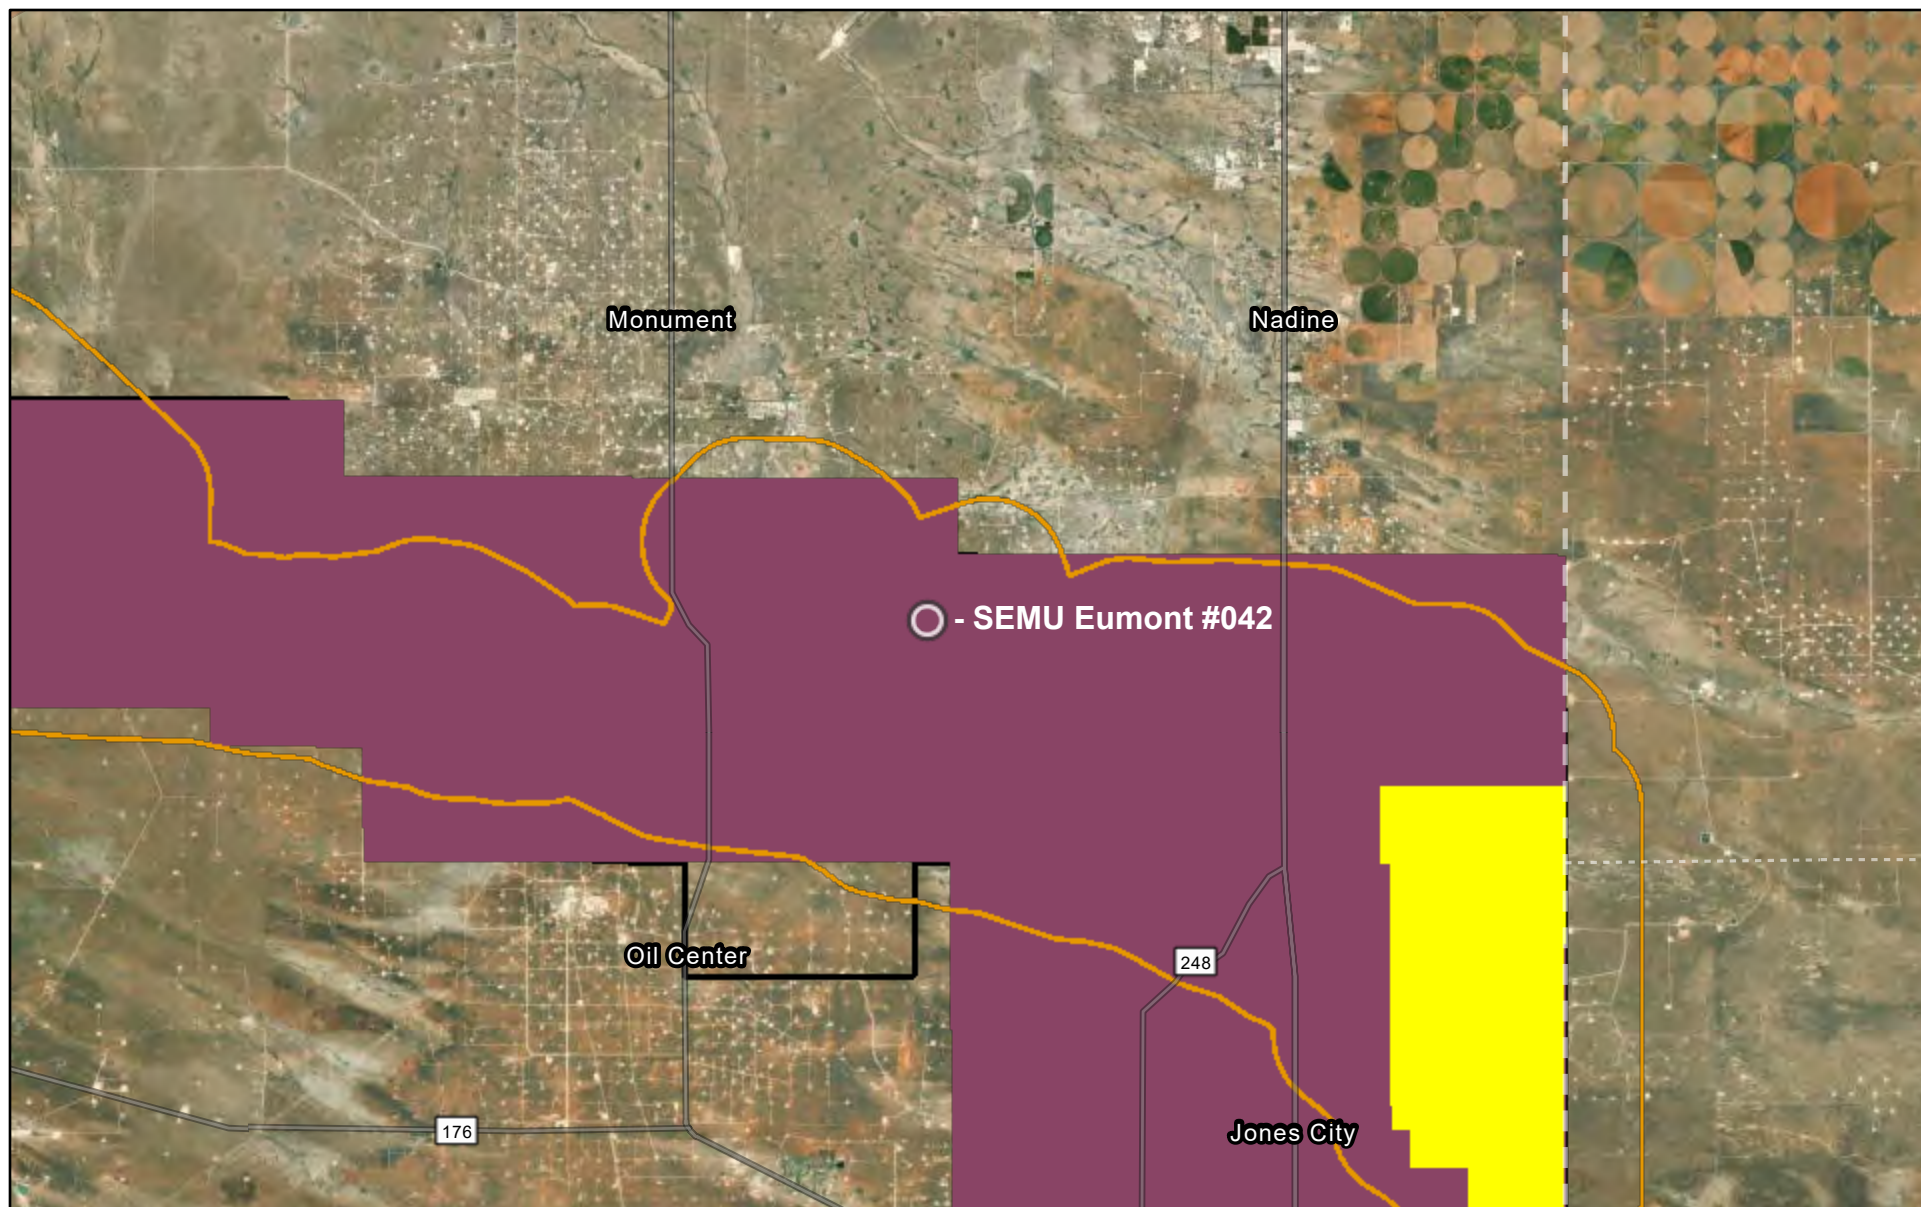 Monument
Nadine
- SEMU Eumont #042
Oil Center
248
176
Jones City